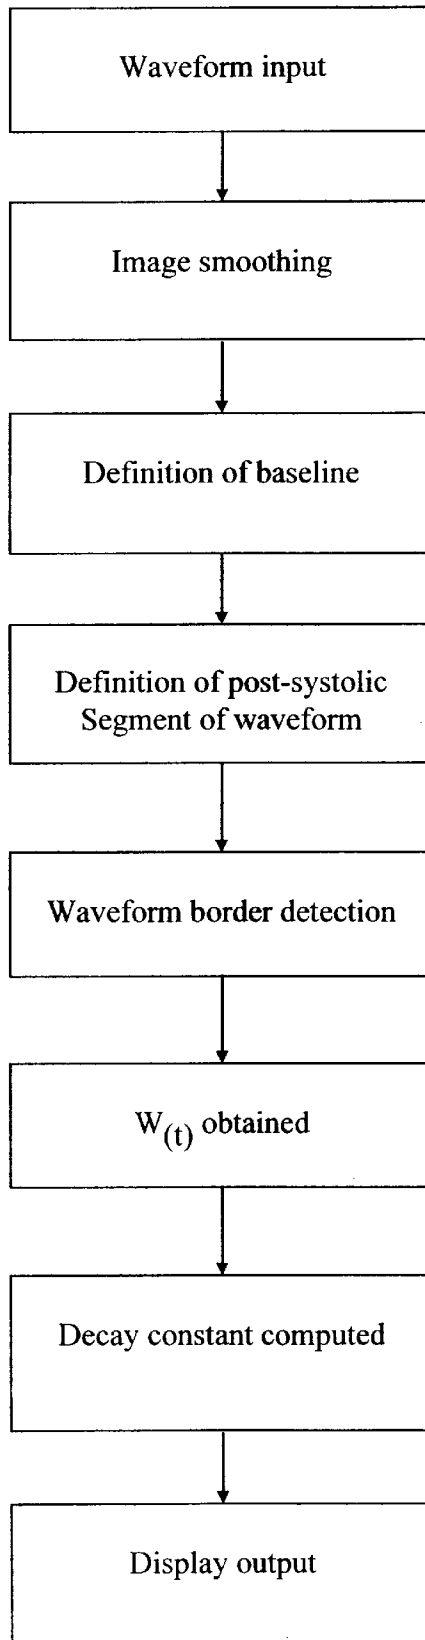 Waveform input
Image smoothing
Definition of baseline
Definition of post-systolic
Segment of waveform
Waveform border detection
W(t) obtained
Decay constant computed
Display output